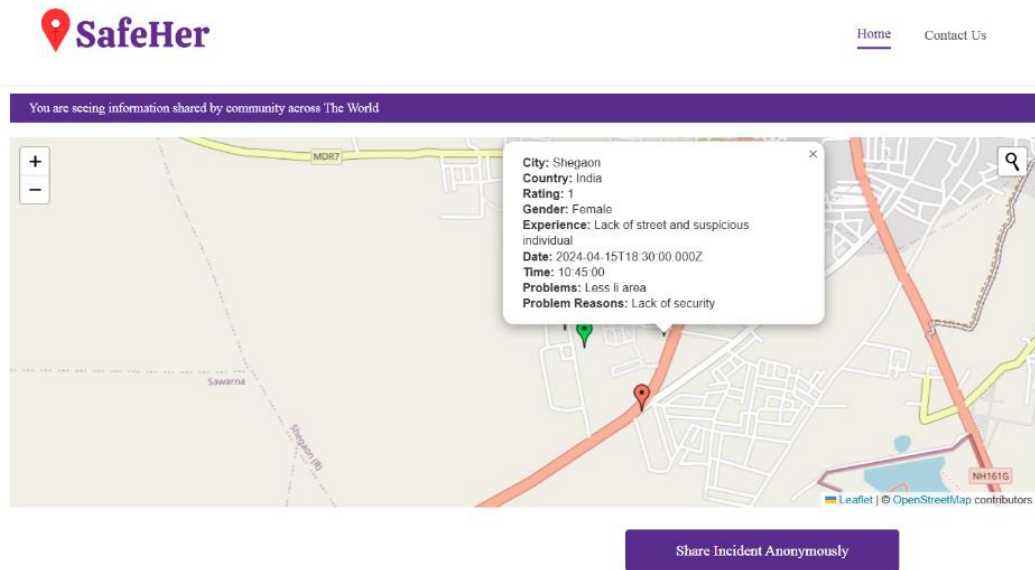 SafeHer
Home
Contact Us
You are seeing information shared by community across The World
+
−
MDR7
City: Shegaon
Country: India
Rating: 1
Gender: Female
Experience: Lack of street and suspicious
individual
Date: 2024-04-15T18:30:00.000Z
Time: 10:45:00
Problems: Less li area
Problem Reasons: Lack of security
×
Sawarna
Shegaon (R)
NH161G
Leaflet | © OpenStreetMap contributors
Share Incident Anonymously